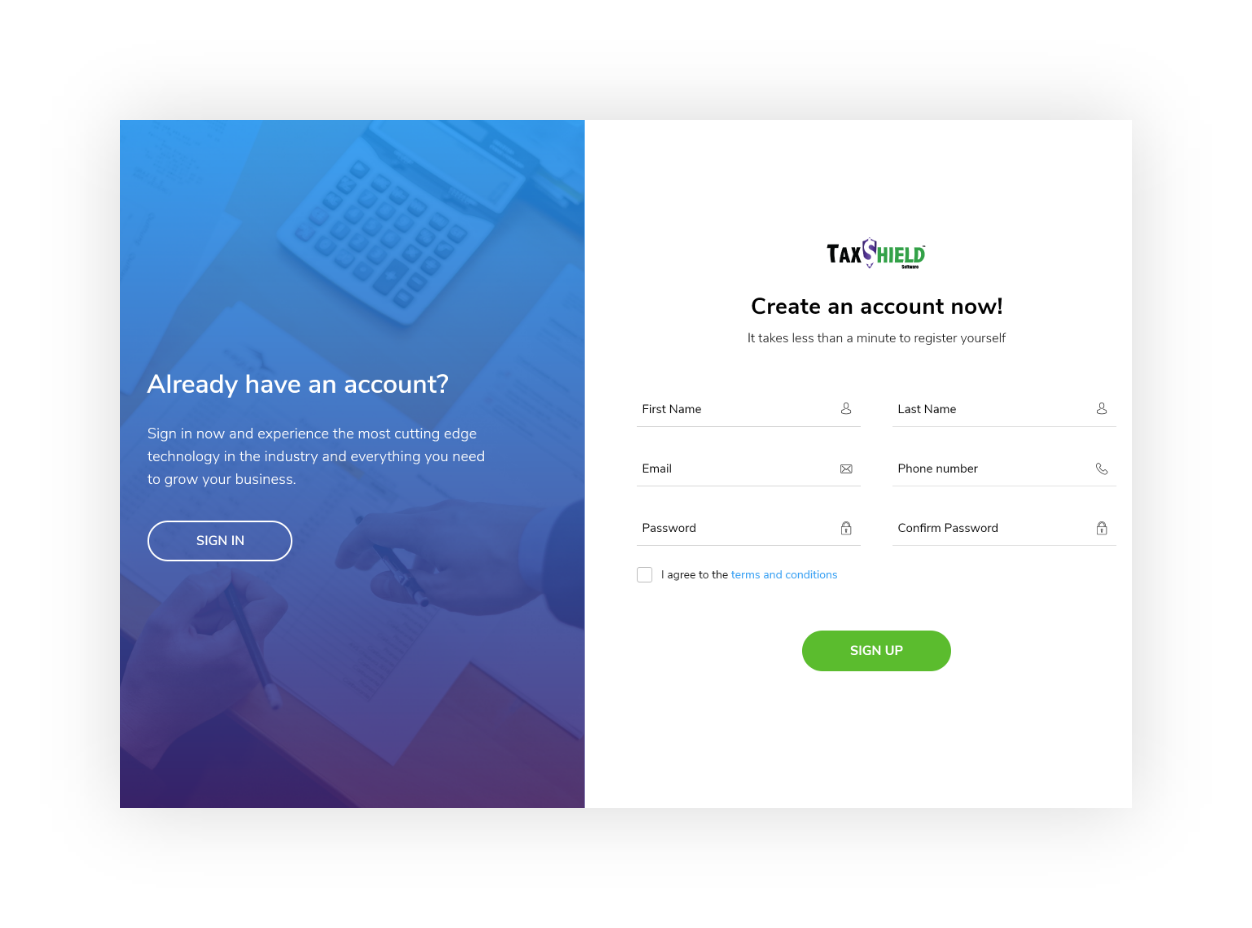 Already have an account?
Sign in now and experience the most cutting edge
technology in the industry and everything you need
to grow your business.
SIGN IN
TAXSHIELD
Software
Create an account now!
It takes less than a minute to register yourself
First Name
Last Name
Email
Phone number
Password
Confirm Password
I agree to the terms and conditions
SIGN UP